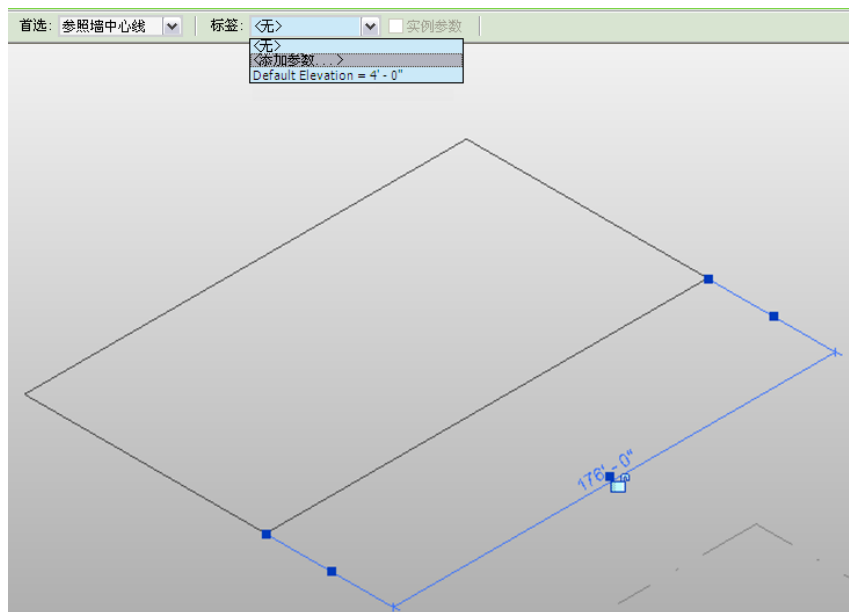 首选: 参照墙中心线 标签: <无> 实例参数
<无>
<添加参数...>
Default Elevation = 4' - 0"
176' - 0"